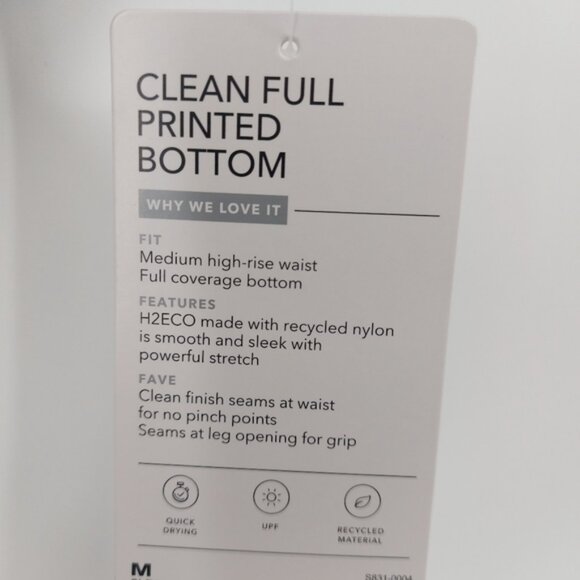 CLEAN FULL
PRINTED
BOTTOM
WHY WE LOVE IT
FIT
Medium high-rise waist
Full coverage bottom
FEATURES
H2ECO made with recycled nylon
is smooth and sleek with
powerful stretch
FAVE
Clean finish seams at waist
for no pinch points
Seams at leg opening for grip
QUICK
DRYING
UPF
RECYCLED
MATERIAL
M
S831-0004